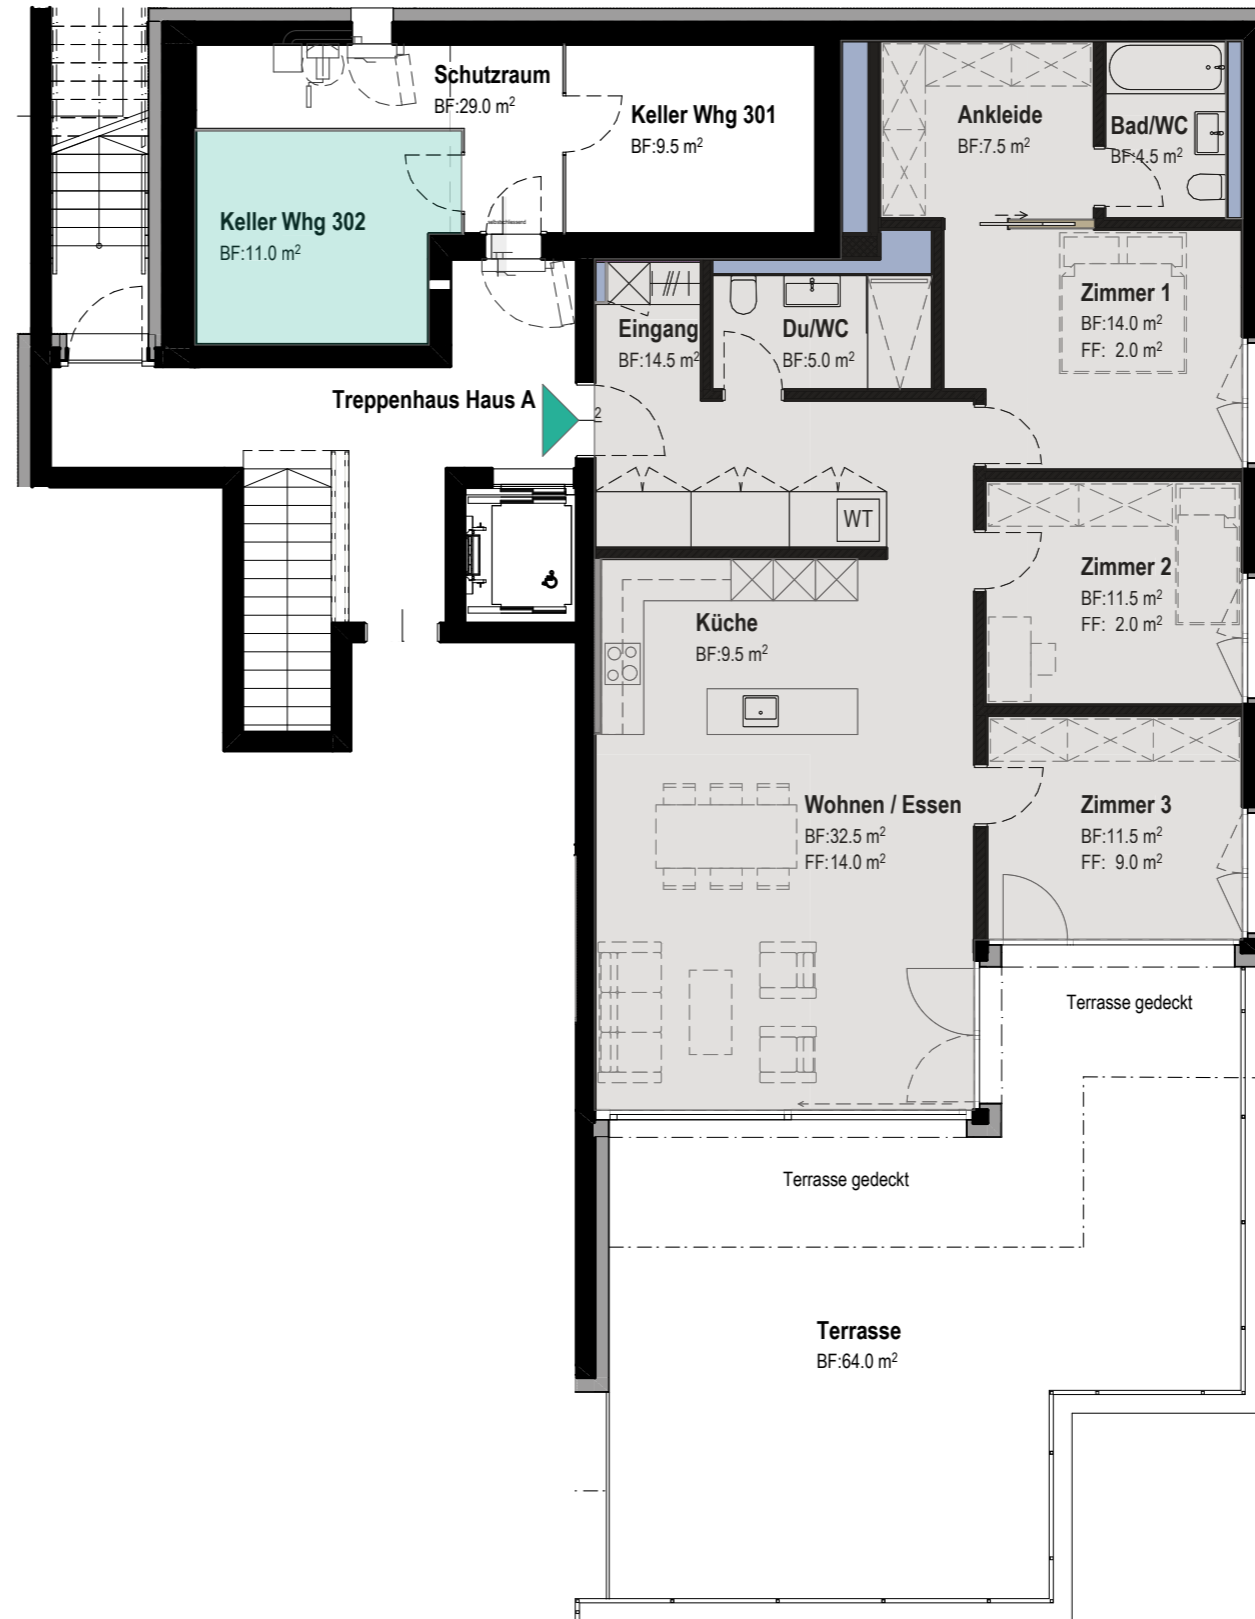 Schutzraum
BF:29.0 m²
Keller Whg 301
BF:9.5 m²
Ankleide
BF:7.5 m²
Bad/WC
BF:4.5 m²
Keller Whg 302
BF:11.0 m²
Eingang
BF:14.5 m²
Du/WC
BF:5.0 m²
Zimmer 1
BF:14.0 m²
FF: 2.0 m²
Treppenhaus Haus A
2
WT
Zimmer 2
BF:11.5 m²
FF: 2.0 m²
Küche
BF:9.5 m²
Wohnen / Essen
BF:32.5 m²
FF:14.0 m²
Zimmer 3
BF:11.5 m²
FF: 9.0 m²
Terrasse gedeckt
Terrasse gedeckt
Terrasse
BF:64.0 m²